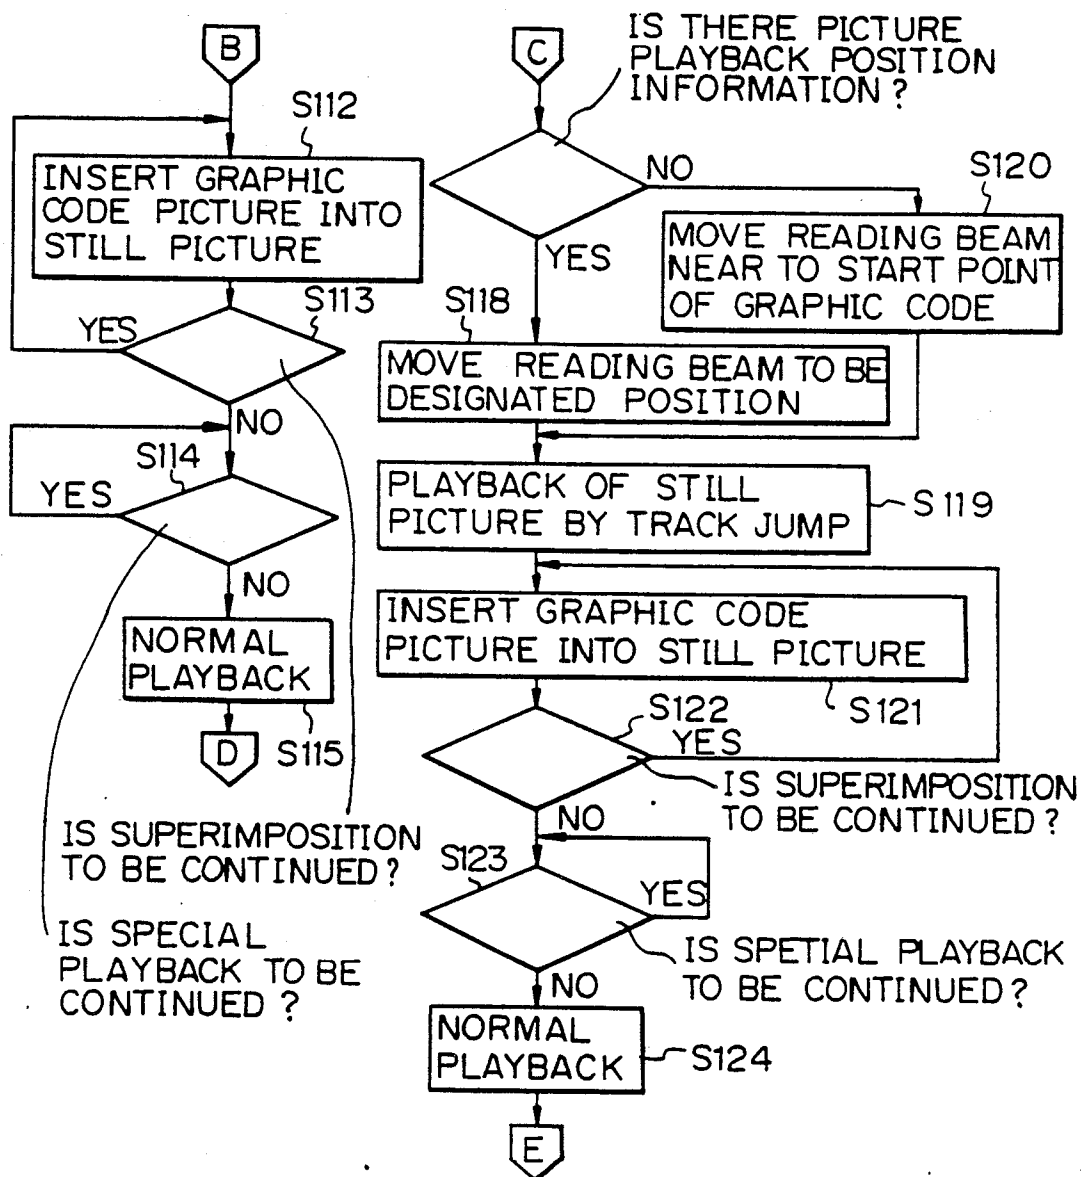 B
S112
INSERT GRAPHIC
CODE PICTURE INTO
STILL PICTURE
S113
YES
NO
S114
YES
NO
NORMAL
PLAYBACK
S115
D
IS SUPERIMPOSITION
TO BE CONTINUED?
IS SPECIAL
PLAYBACK TO BE
CONTINUED?
C
IS THERE PICTURE
PLAYBACK POSITION
INFORMATION?
NO
YES
S120
MOVE READING BEAM
NEAR TO START POINT
OF GRAPHIC CODE
S118
MOVE READING BEAM TO BE
DESIGNATED POSITION
PLAYBACK OF STILL
PICTURE BY TRACK JUMP
S119
INSERT GRAPHIC CODE
PICTURE INTO STILL PICTURE
S121
S122
YES
IS SUPERIMPOSITION
TO BE CONTINUED?
NO
S123
YES
IS SPETIAL PLAYBACK
TO BE CONTINUED?
NO
NORMAL
PLAYBACK
S124
E